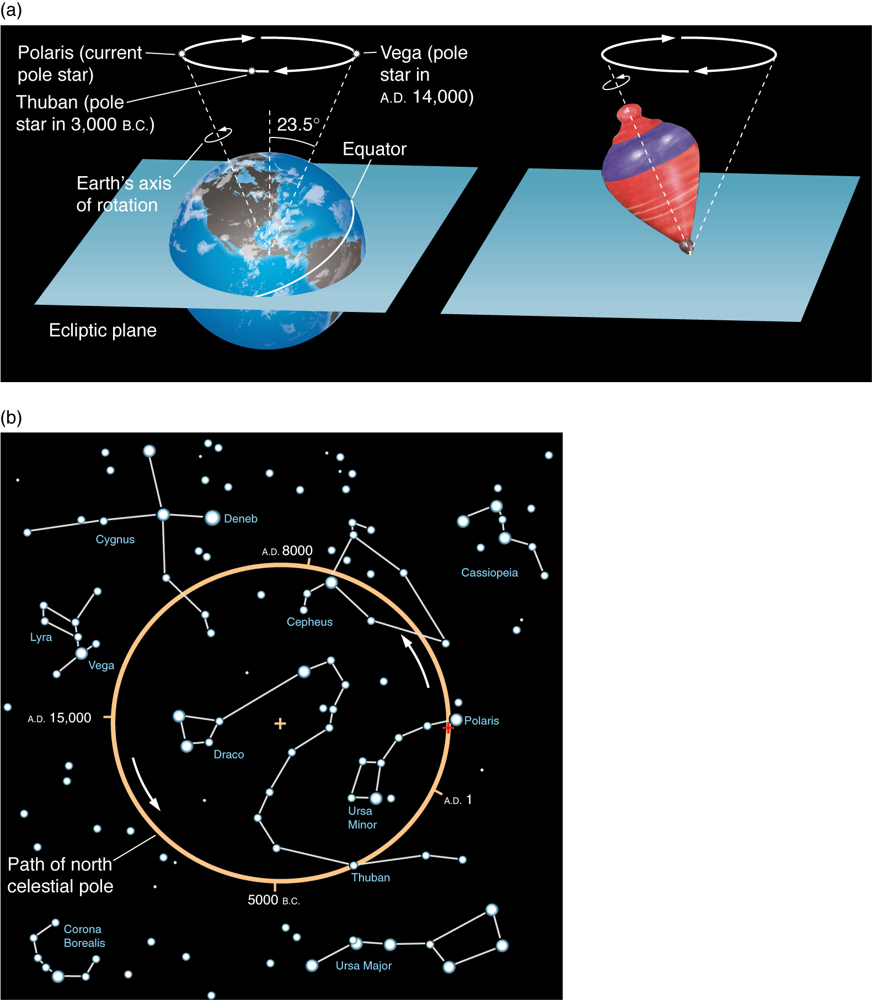 (a)
Polaris (current
pole star)
Thuban (pole
star in 3,000 B.C.)
Vega (pole
star in
A.D. 14,000)
23.5°
Equator
Earth's axis
of rotation
Ecliptic plane
(b)
Deneb
Cygnus
A.D. 8000
Cassiopeia
Cepheus
Lyra
Vega
A.D. 15,000
Polaris
Draco
A.D. 1
Ursa
Minor
Path of north
celestial pole
Thuban
5000 B.C.
Corona
Borealis
Ursa Major